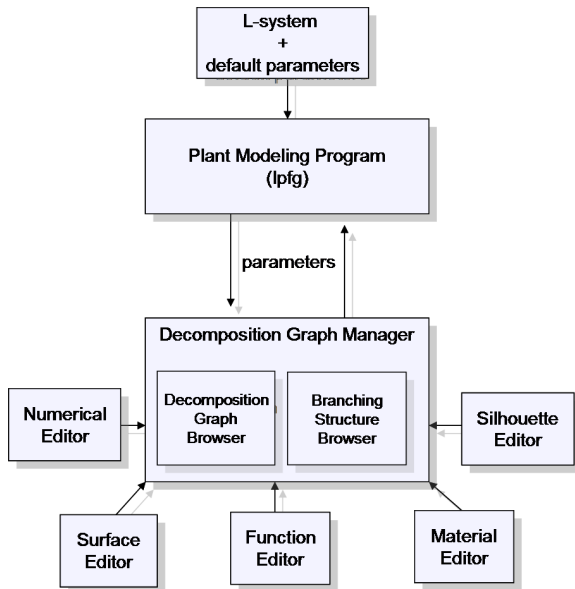 L-system
+
default parameters
Plant Modeling Program
(lpfg)
parameters
Decomposition Graph Manager
Decomposition
Graph
Browser
Branching
Structure
Browser
Numerical
Editor
Silhouette
Editor
Surface
Editor
Function
Editor
Material
Editor